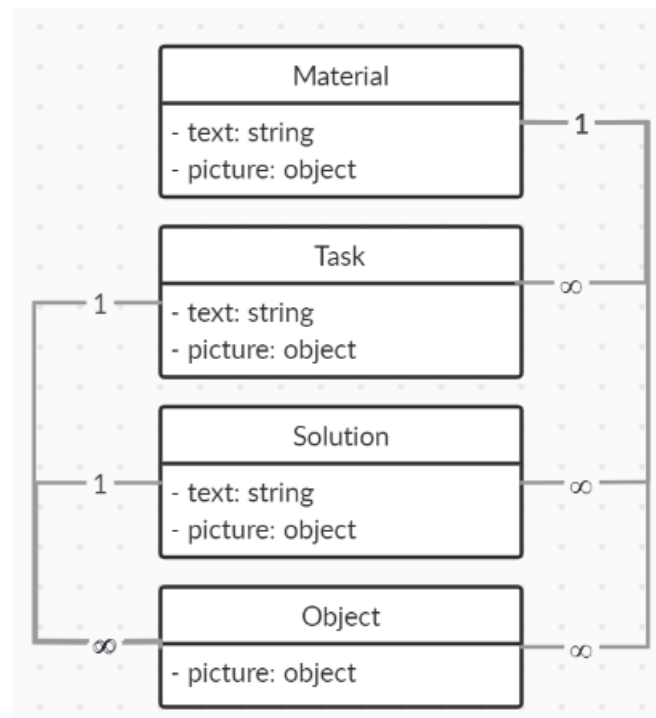 Material
- text: string
- picture: object
1
Task
∞
- text: string
- picture: object
1
Solution
- text: string
- picture: object
1
∞
Object
- picture: object
∞
∞